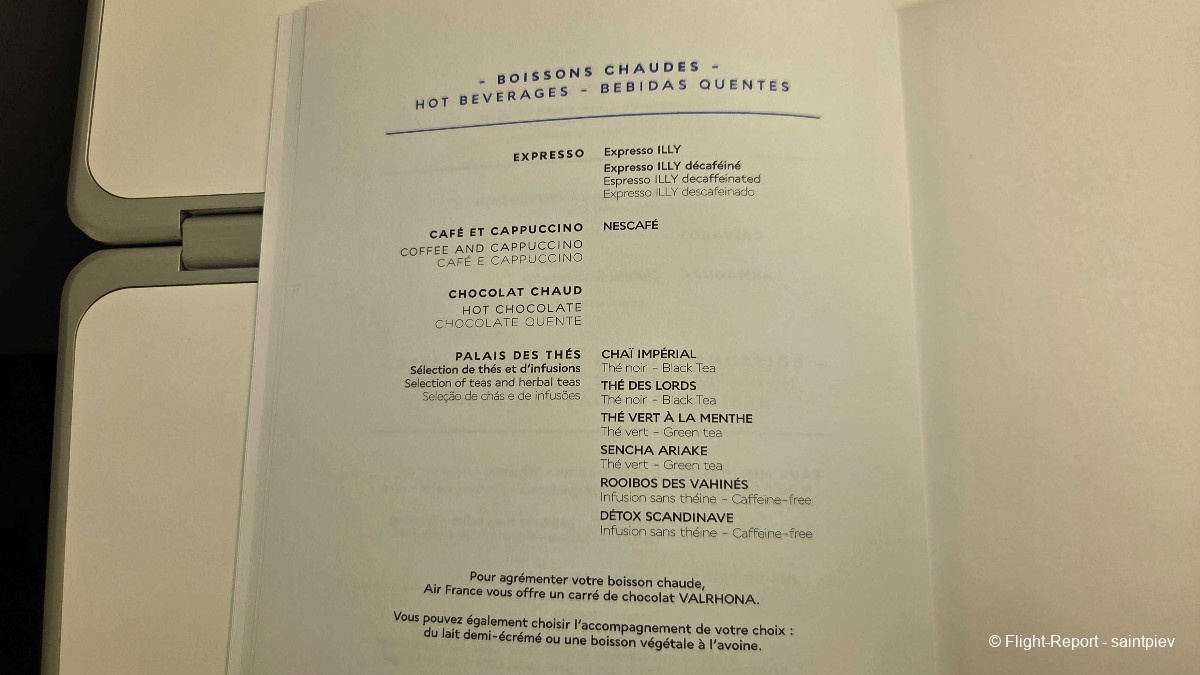 - BOISSONS CHAUDES -
HOT BEVERAGES - BEBIDAS QUENTES
EXPRESSO
Expresso ILLY
Expresso ILLY décaféiné
Espresso ILLY decaffeinated
Expresso ILLY descafeinado
CAFÉ ET CAPPUCCINO
COFFEE AND CAPPUCCINO
CAFÉ E CAPPUCCINO
NESCAFÉ
CHOCOLAT CHAUD
HOT CHOCOLATE
CHOCOLATE QUENTE
PALAIS DES THÉS
Sélection de thés et d'infusions
Selection of teas and herbal teas
Seleção de chás e de infusões
CHAÏ IMPÉRIAL
Thé noir - Black Tea
THÉ DES LORDS
Thé noir - Black Tea
THÉ VERT À LA MENTHE
Thé vert - Green tea
SENCHA ARIAKE
Thé vert - Green tea
ROOIBOS DES VAHINÉS
Infusion sans théine - Caffeine-free
DÉTOX SCANDINAVE
Infusion sans théine - Caffeine-free
Pour agrémenter votre boisson chaude,
Air France vous offre un carré de chocolat VALRHONA.
Vous pouvez également choisir l'accompagnement de votre choix :
du lait demi-écrémé ou une boisson végétale à l'avoine.
© Flight-Report - saintpiev